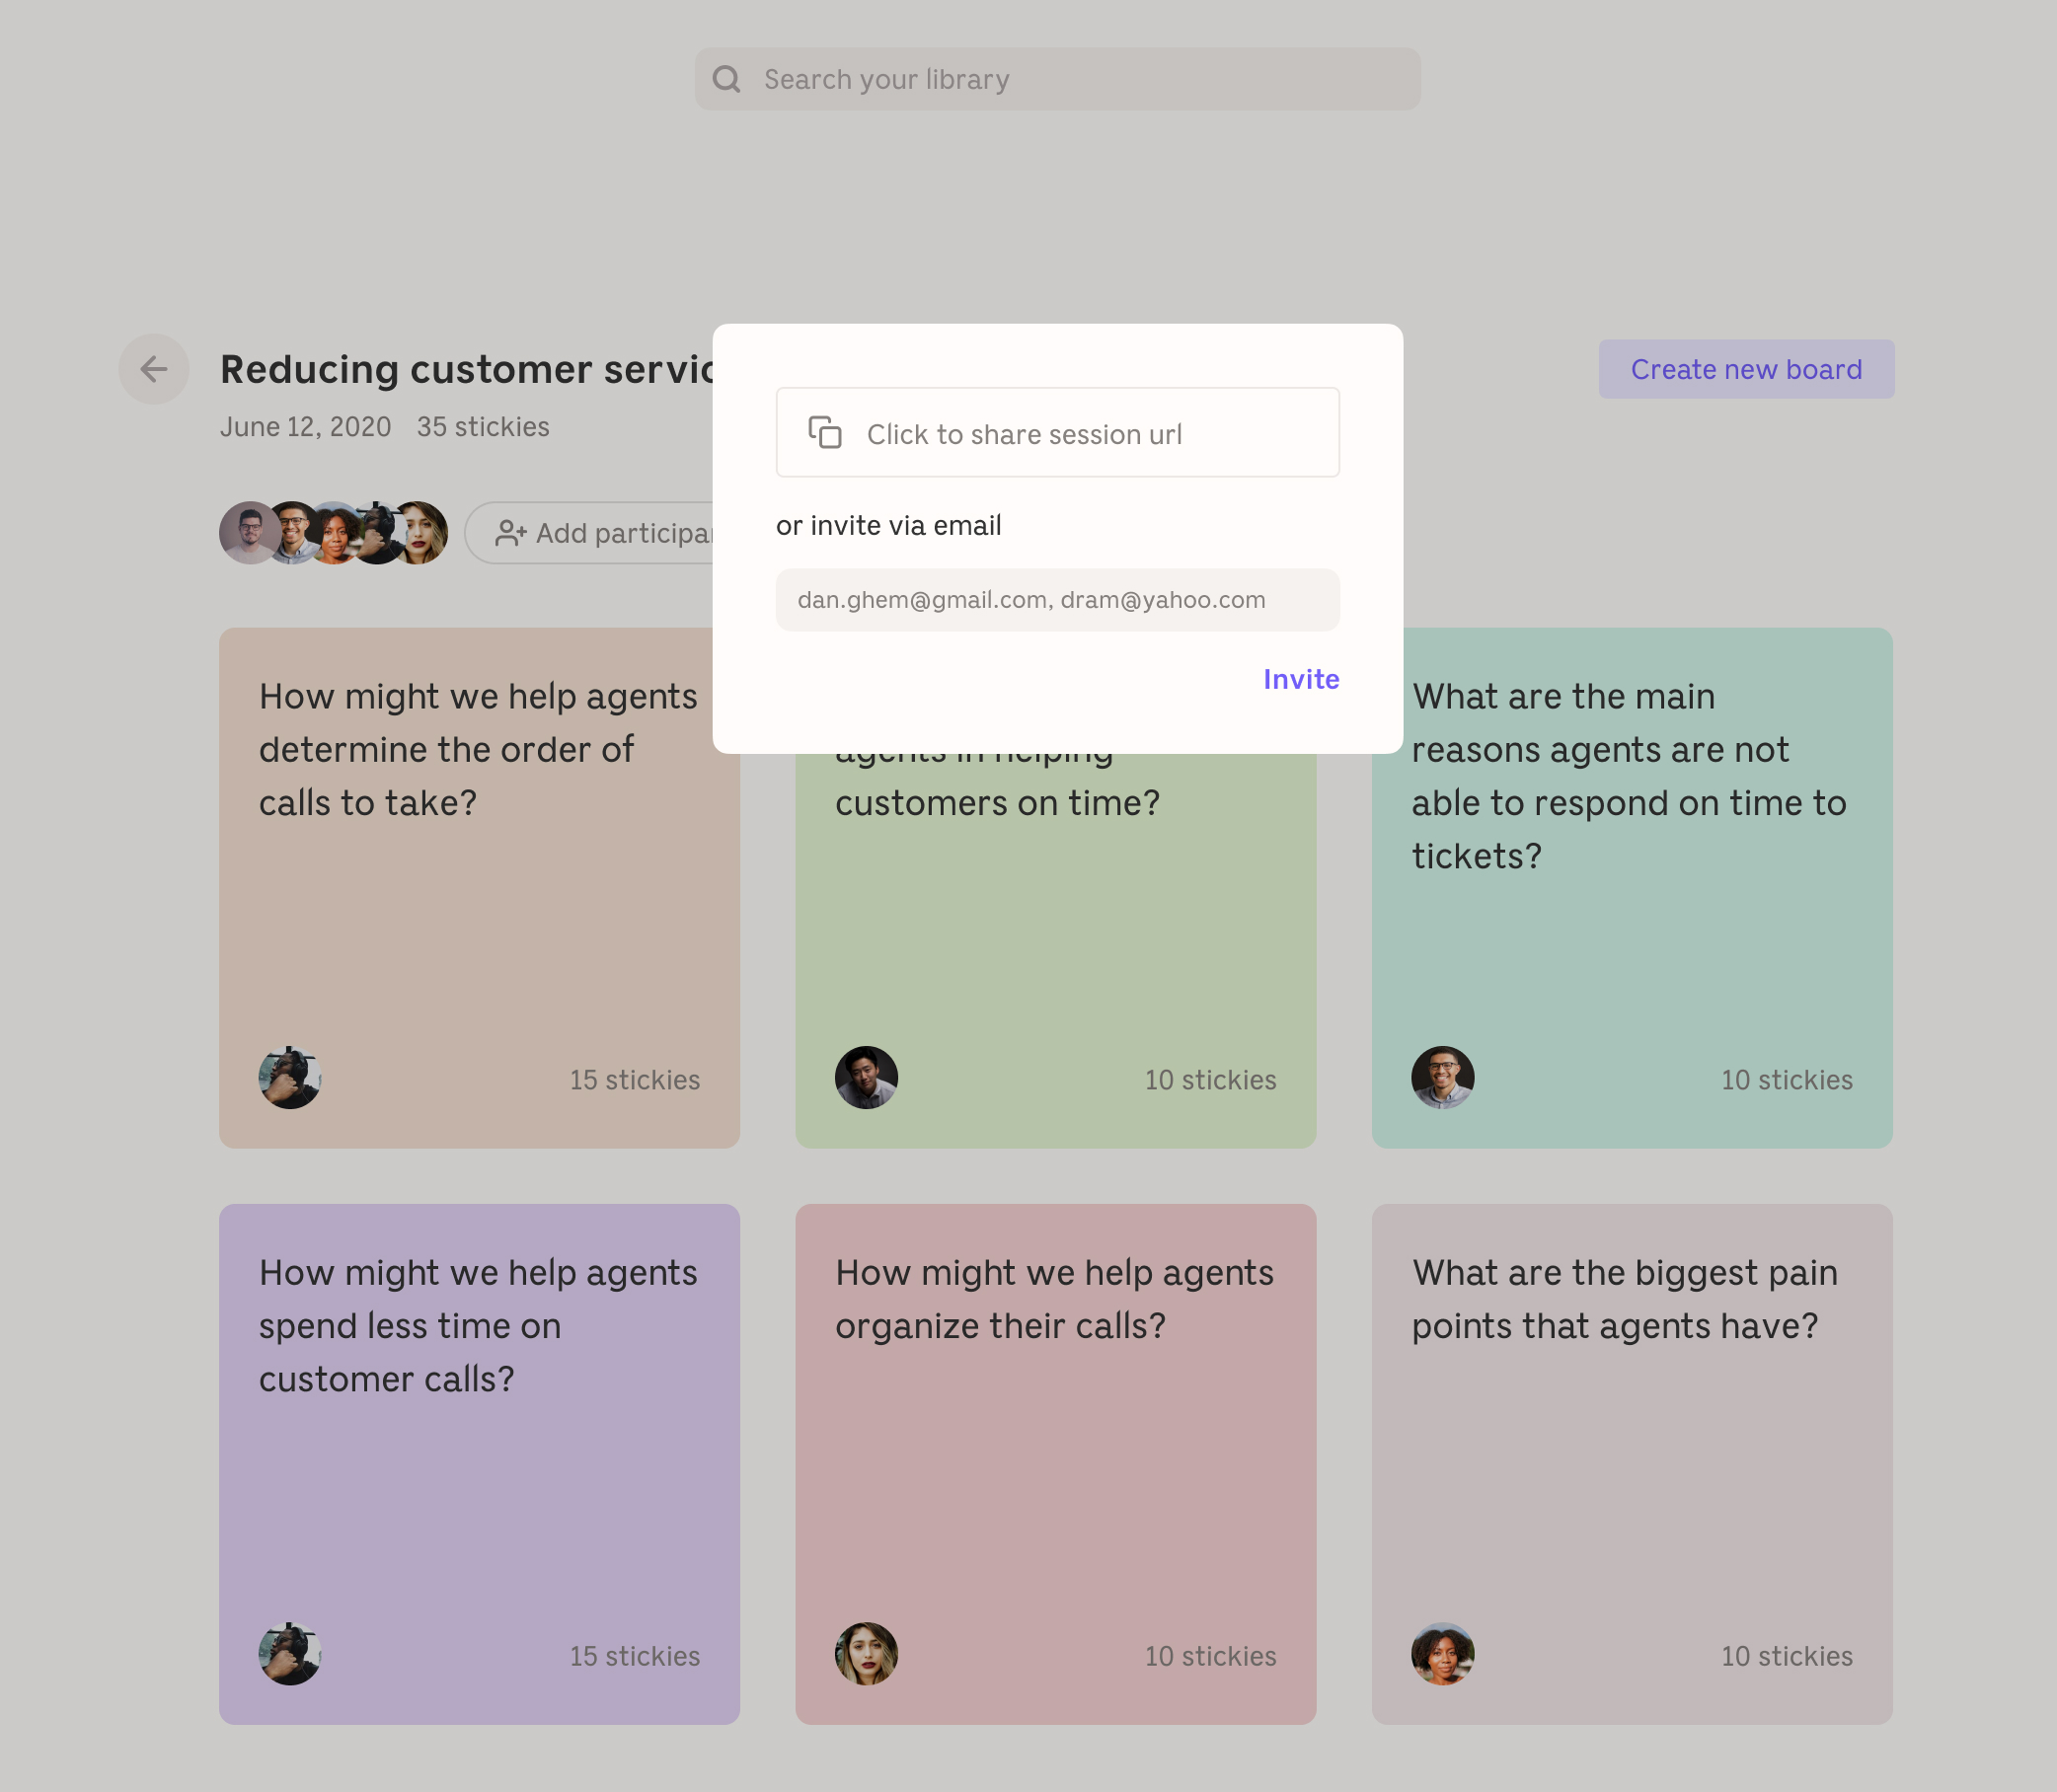 Search your library
Reducing customer
Create new board
June 12, 2020 35 stickies
Add
Click to share session url
or invite via email
dan.ghem@gmail.com, dram@yahoo.com
Invite
How might we help agents
determine the order of
calls to take?
15 stickies
agents in helping
customers on time?
10 stickies
What are the main
reasons agents are not
able to respond on time to
tickets?
10 stickies
How might we help agents
spend less time on
customer calls?
15 stickies
How might we help agents
organize their calls?
10 stickies
What are the biggest pain
points that agents have?
10 stickies